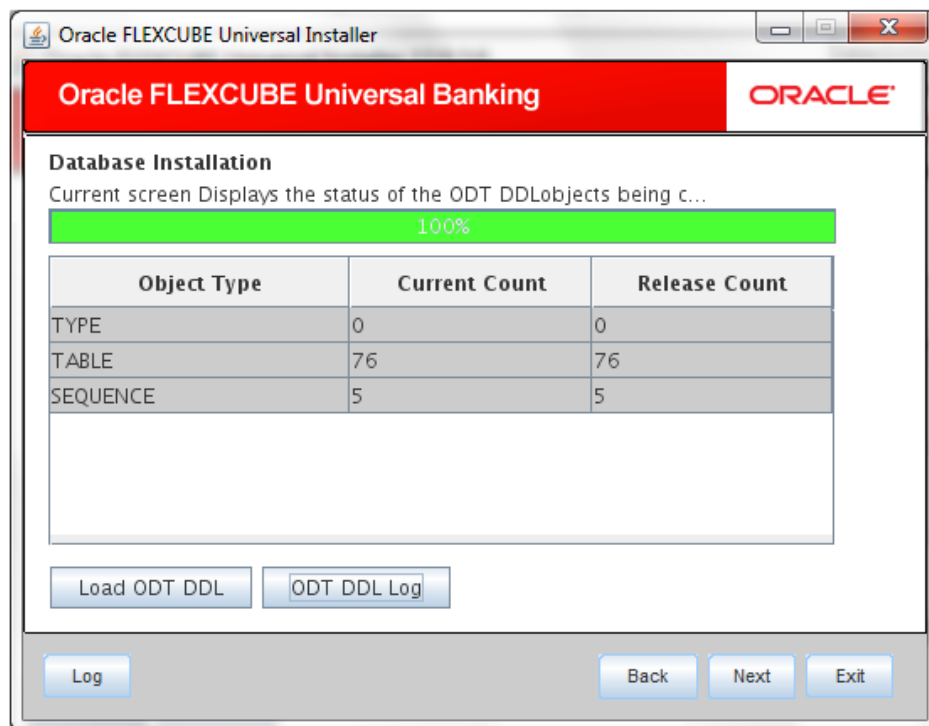 Oracle FLEXCUBE Universal Installer
Oracle FLEXCUBE Universal Banking
ORACLE
Database Installation
Current screen Displays the status of the ODT DDLobjects being c...
100%
Object Type Current Count Release Count
TYPE 0 0
TABLE 76 76
SEQUENCE 5 5
Load ODT DDL ODT DDL Log
Log Back Next Exit